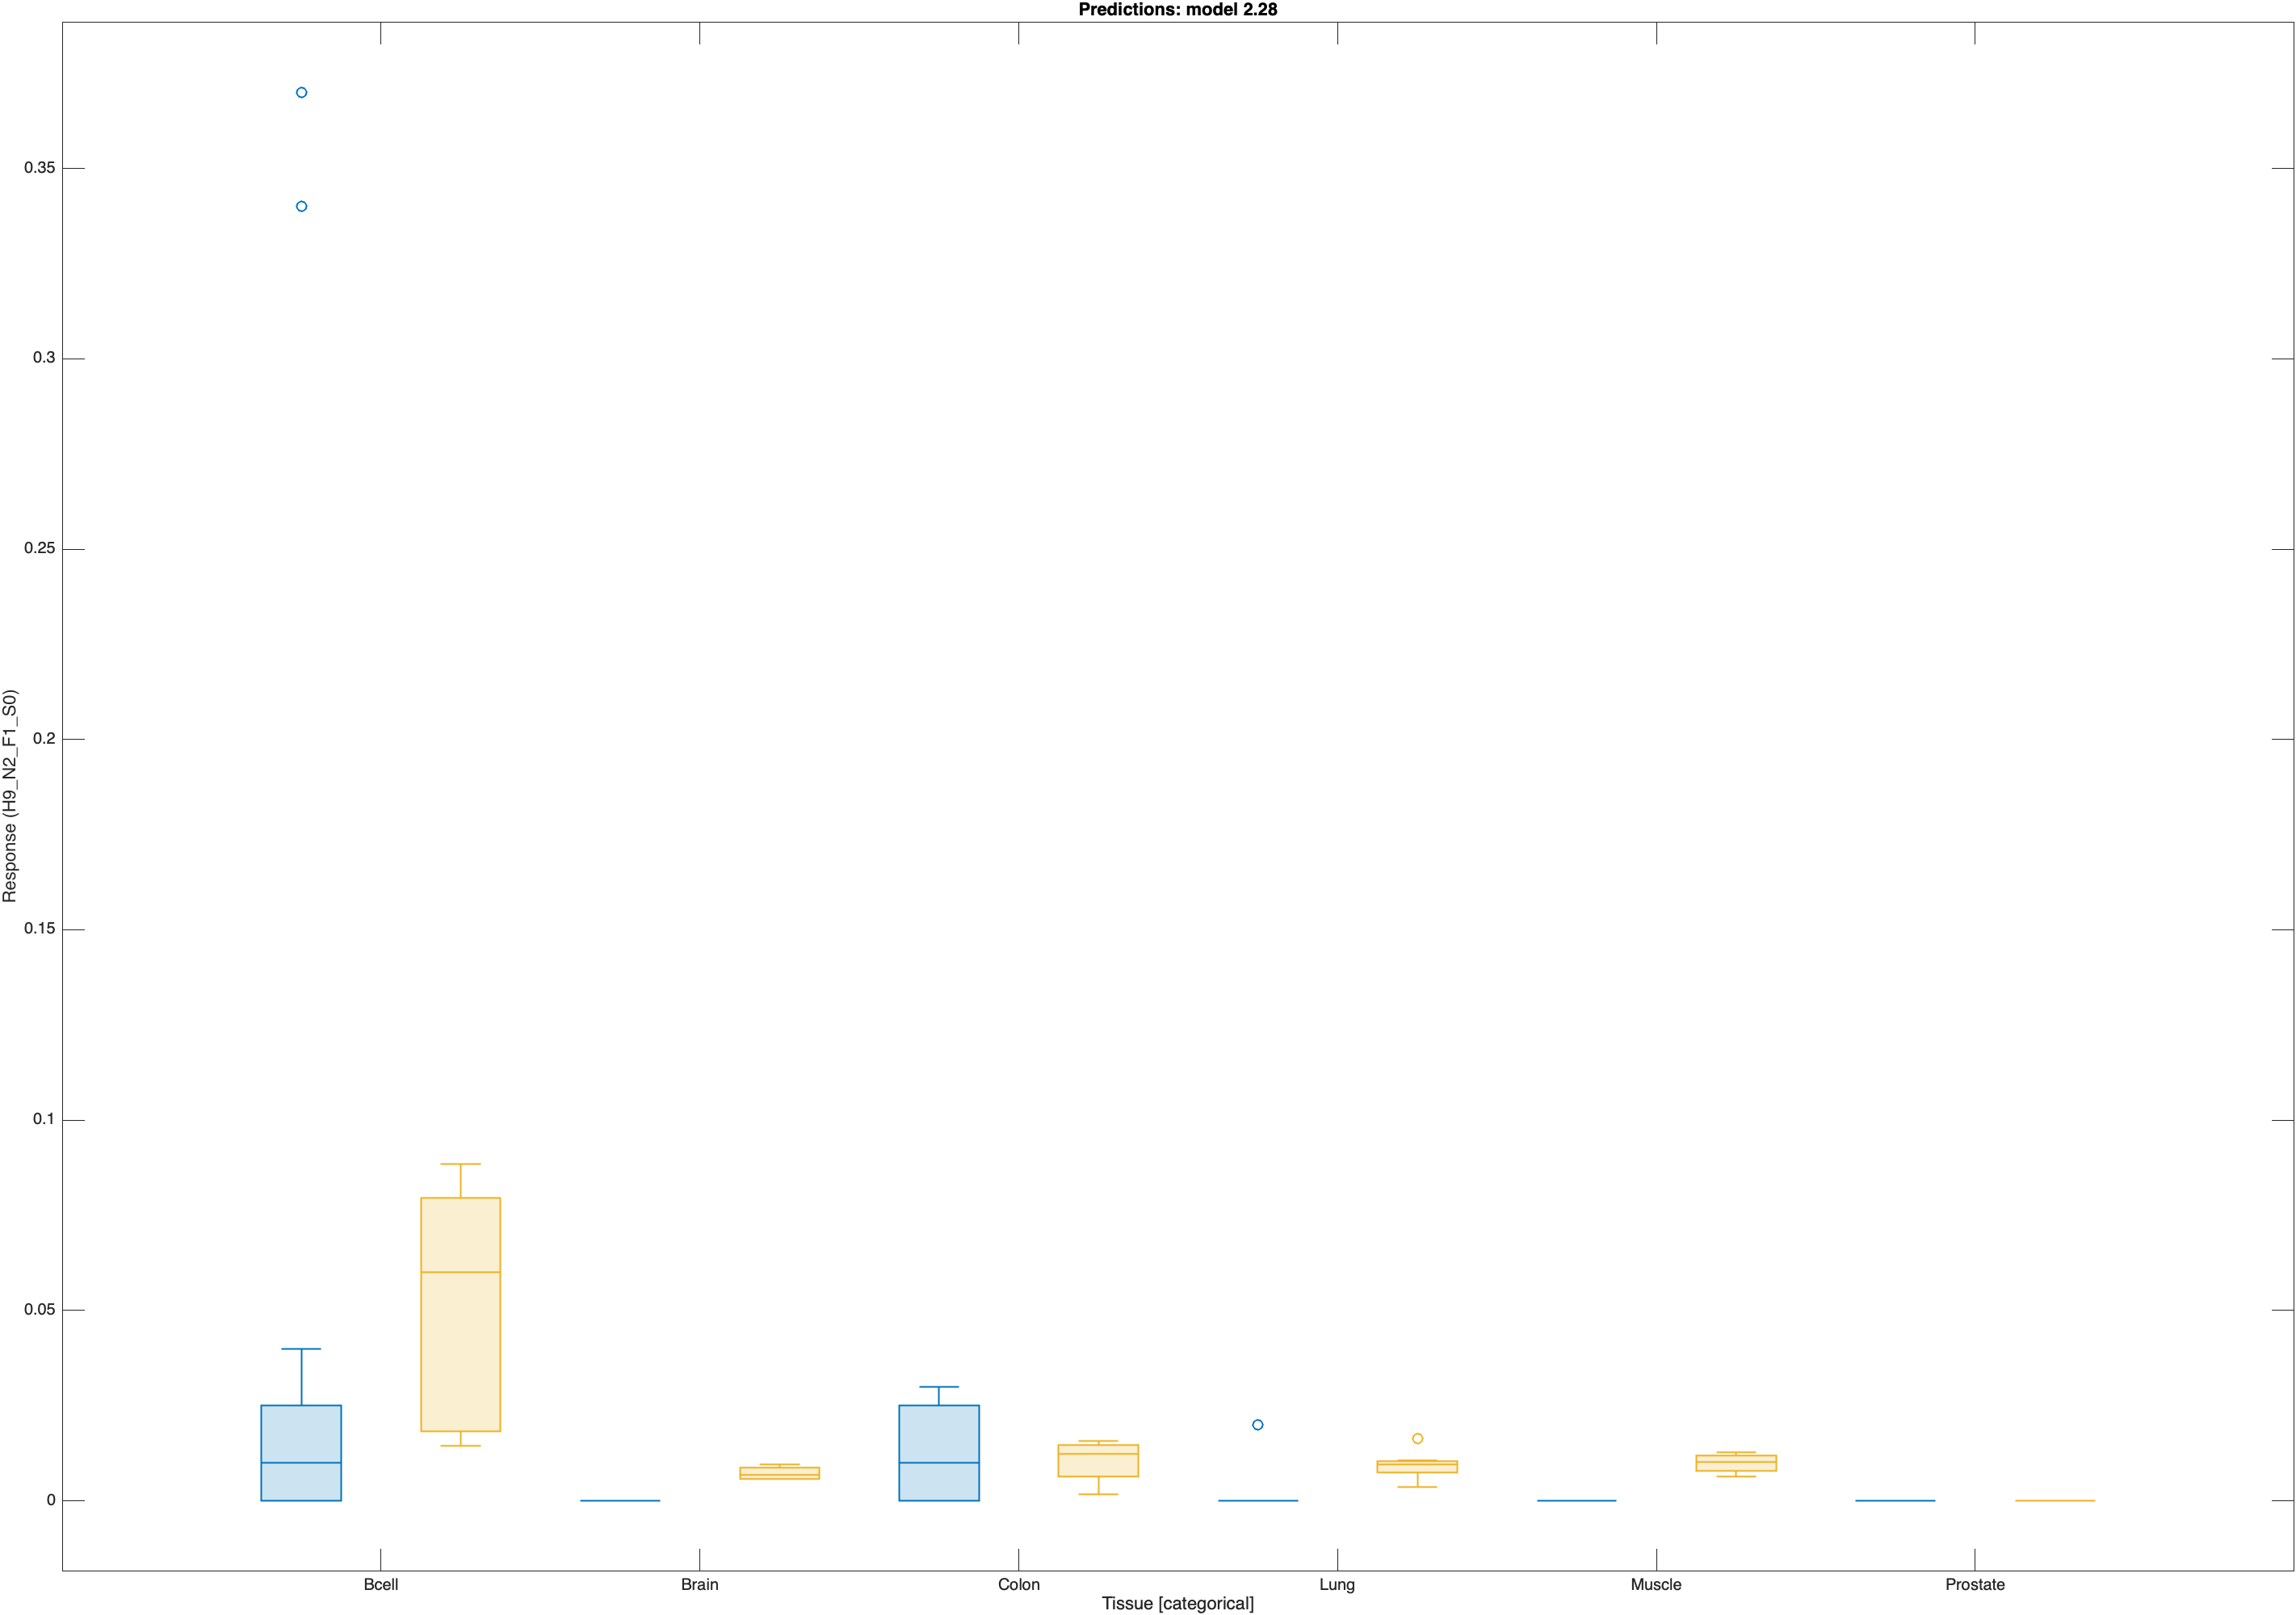 Predictions: model 2.28
Response (H9_N2_F1_S0)
0.35
0.3
0.25
0.2
0.15
0.1
0.05
0
Bcell Brain Colon Lung Muscle Prostate
Tissue [categorical]